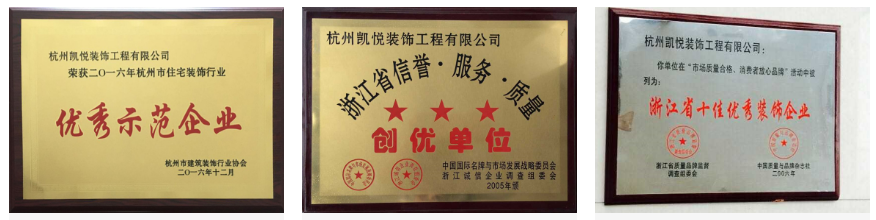 杭州凯悦装饰工程有限公司
荣获二〇一六年杭州市住宅装饰行业
优秀示范企业
杭州市建筑装饰行业协会
二〇一六年十二月
杭州凯悦装饰工程有限公司
浙江省信誉·服务·质量
创优单位
中国国际名牌与市场发展战略委员会
浙江诚信企业调查组委会
2005年颁
杭州凯悦装饰工程有限公司：
你单位在“市场质量合格、消费者放心品牌”活动中被
列为：
浙江省十佳优秀装饰企业
浙江省质量品牌监督
调查组委会
中国质量与品牌杂志社
二00六年